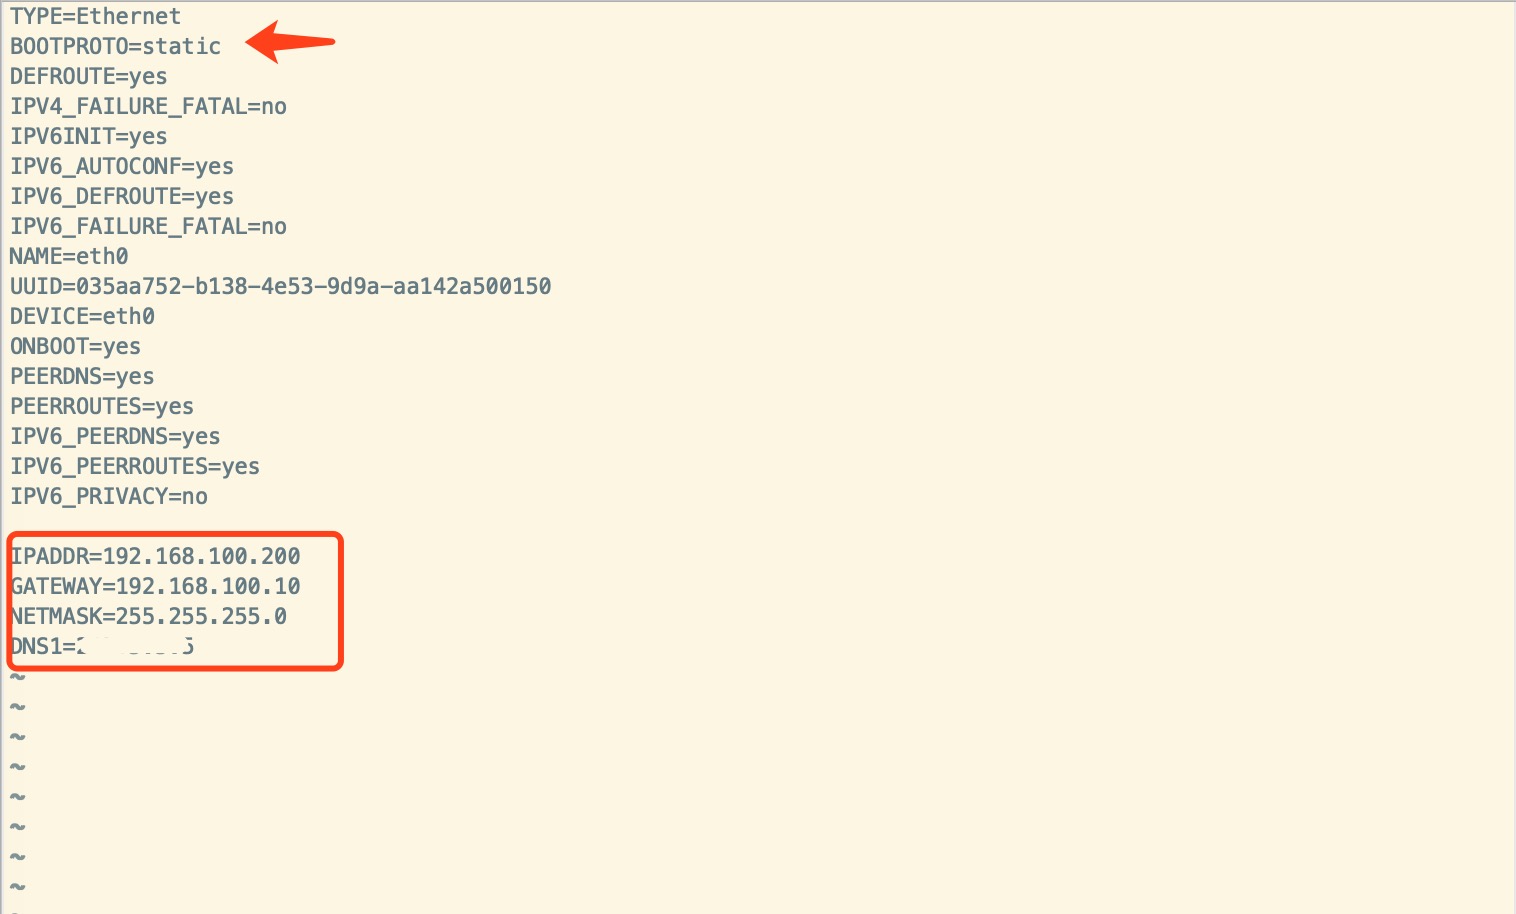 TYPE=Ethernet
BOOTPROTO=static
DEFROUTE=yes
IPV4_FAILURE_FATAL=no
IPV6INIT=yes
IPV6_AUTOCONF=yes
IPV6_DEFROUTE=yes
IPV6_FAILURE_FATAL=no
NAME=eth0
UUID=035aa752-b138-4e53-9d9a-aa142a500150
DEVICE=eth0
ONBOOT=yes
PEERDNS=yes
PEERROUTES=yes
IPV6_PEERDNS=yes
IPV6_PEERROUTES=yes
IPV6_PRIVACY=no
IPADDR=192.168.100.200
GATEWAY=192.168.100.10
NETMASK=255.255.255.0
DNS1=
~
~
~
~
~
~
~
~